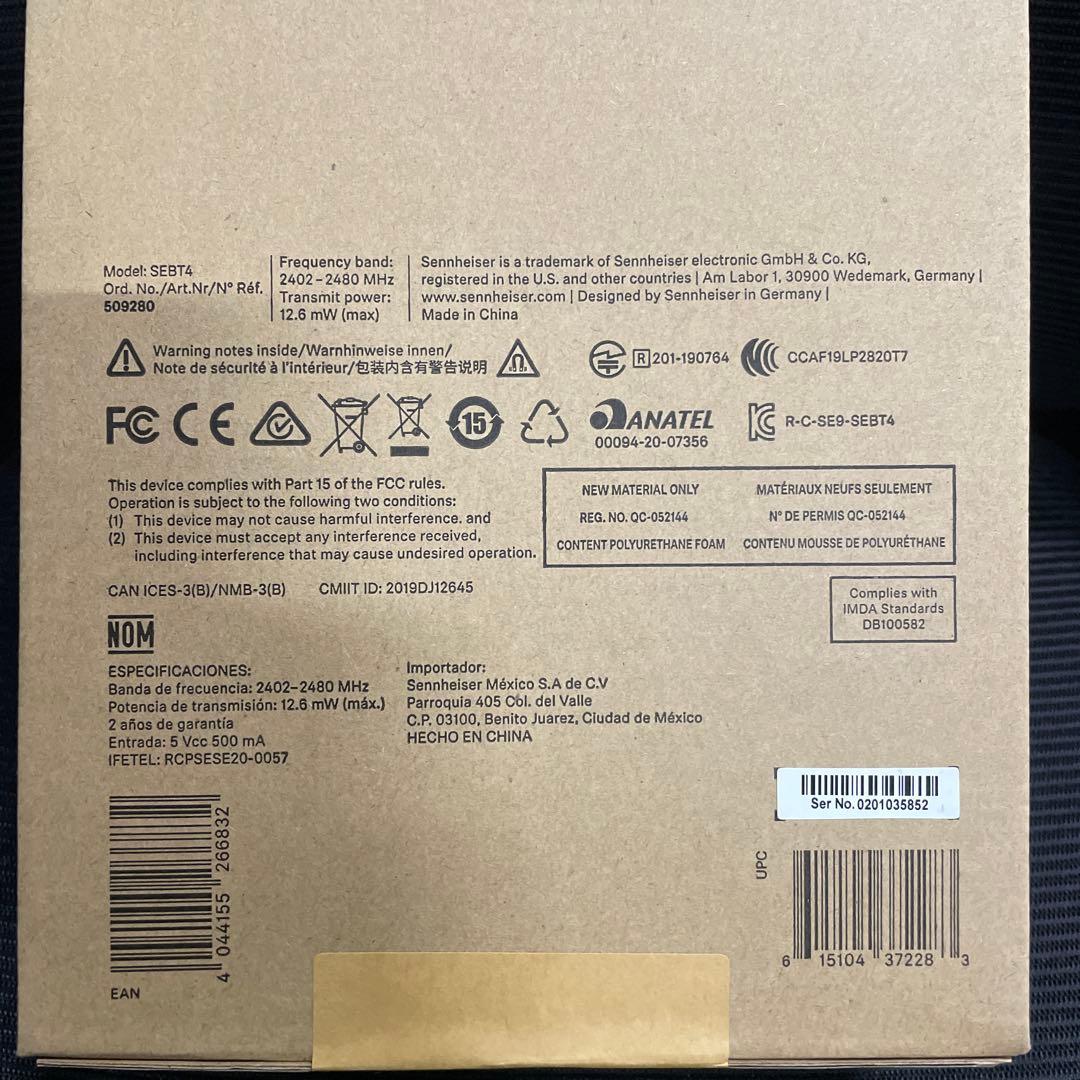 Model: SEBT4
Ord. No./Art.Nr/N° Réf.
509280
Frequency band:
2402–2480 MHz
Transmit power:
12.6 mW (max)
Sennheiser is a trademark of Sennheiser electronic GmbH & Co. KG,
registered in the U.S. and other countries | Am Labor 1, 30900 Wedemark, Germany |
www.sennheiser.com | Designed by Sennheiser in Germany |
Made in China
Warning notes inside/Warnhinweise innen/
Note de sécurité à l'intérieur/包装内含有警告说明
R 201-190764
CCAF19LP2820T7
FC CE
15
ANATEL
00094-20-07356
R-C-SE9-SEBT4
This device complies with Part 15 of the FCC rules.
Operation is subject to the following two conditions:
(1) This device may not cause harmful interference. and
(2) This device must accept any interference received,
including interference that may cause undesired operation.
NEW MATERIAL ONLY
REG. NO. QC-052144
CONTENT POLYURETHANE FOAM
MATÉRIAUX NEUFS SEULEMENT
N° DE PERMIS QC-052144
CONTENU MOUSSE DE POLYURÉTHANE
CAN ICES-3(B)/NMB-3(B)
CMIIT ID: 2019DJ12645
Complies with
IMDA Standards
DB100582
NOM
ESPECIFICACIONES:
Banda de frecuencia: 2402–2480 MHz
Potencia de transmisión: 12.6 mW (máx.)
2 años de garantía
Entrada: 5 Vcc 500 mA
IFETEL: RCPSESE20-0057
Importador:
Sennheiser México S.A de C.V
Parroquia 405 Col. del Valle
C.P. 03100, Benito Juarez, Ciudad de México
HECHO EN CHINA
Ser No. 0201035852
4 044155 266832
EAN
UPC
6 15104 37228 3